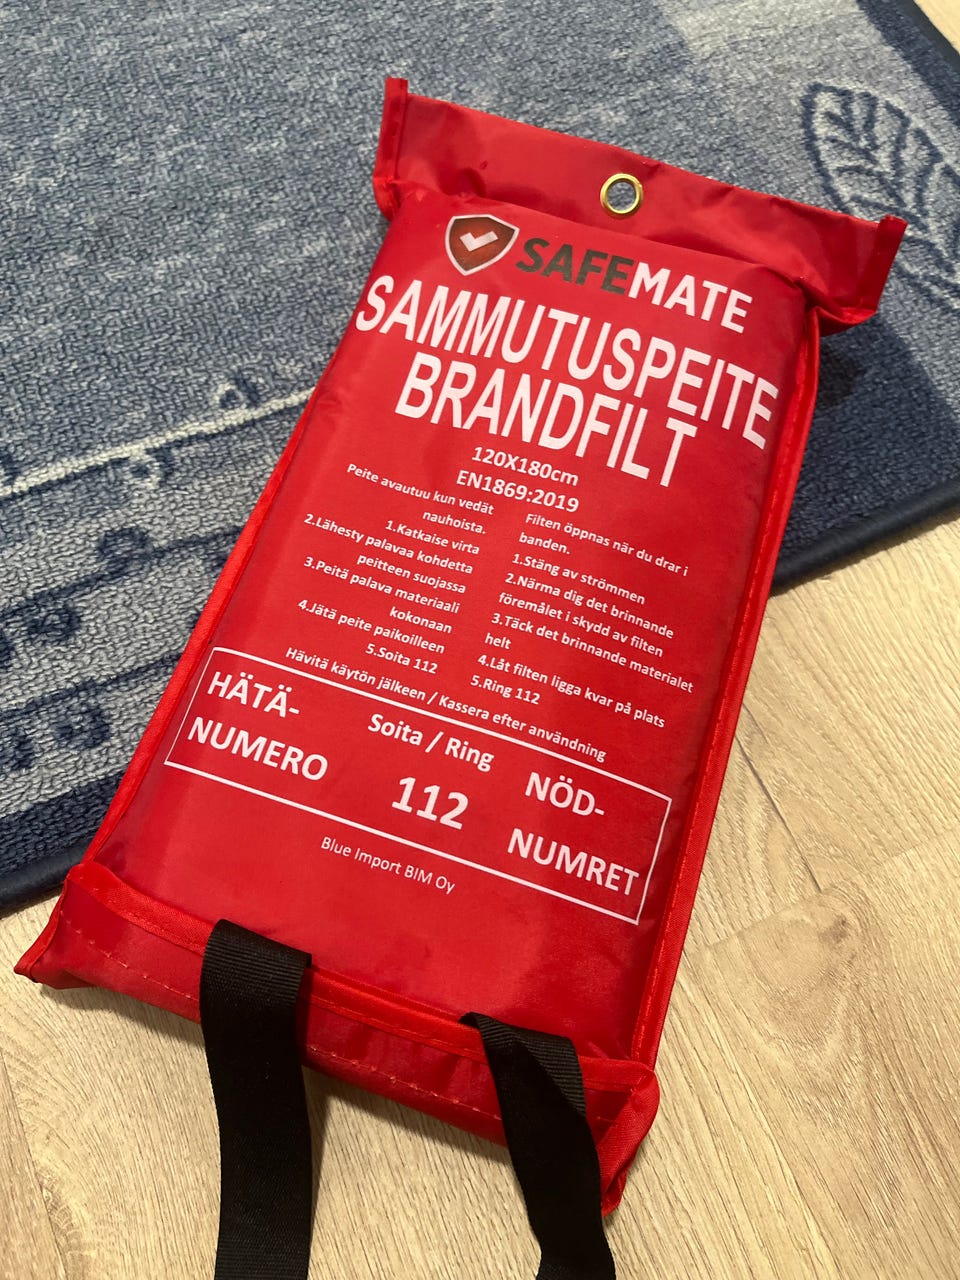 SAFEMATE
SAMMUTUSPEITE
BRANDFILT
120X180cm
EN1869:2019
Peite avautuu kun vedät
nauhoista.
1.Katkaise virta
2.Lähesty palavaa kohdetta
peitteen suojassa
3.Peitä palava materiaali
kokonaan
4.Jätä peite paikoilleen
5.Soita 112
Filten öppnas när du drar i
banden.
1.Stäng av strömmen
2.Närma dig det brinnande
föremålet i skydd av filten
3.Täck det brinnande materialet
helt
4.Låt filten ligga kvar på plats
5.Ring 112
Hävitä käytön jälkeen / Kassera efter användning
HÄTÄ-
NUMERO
Soita / Ring
112
NÖD-
NUMRET
Blue Import BIM Oy